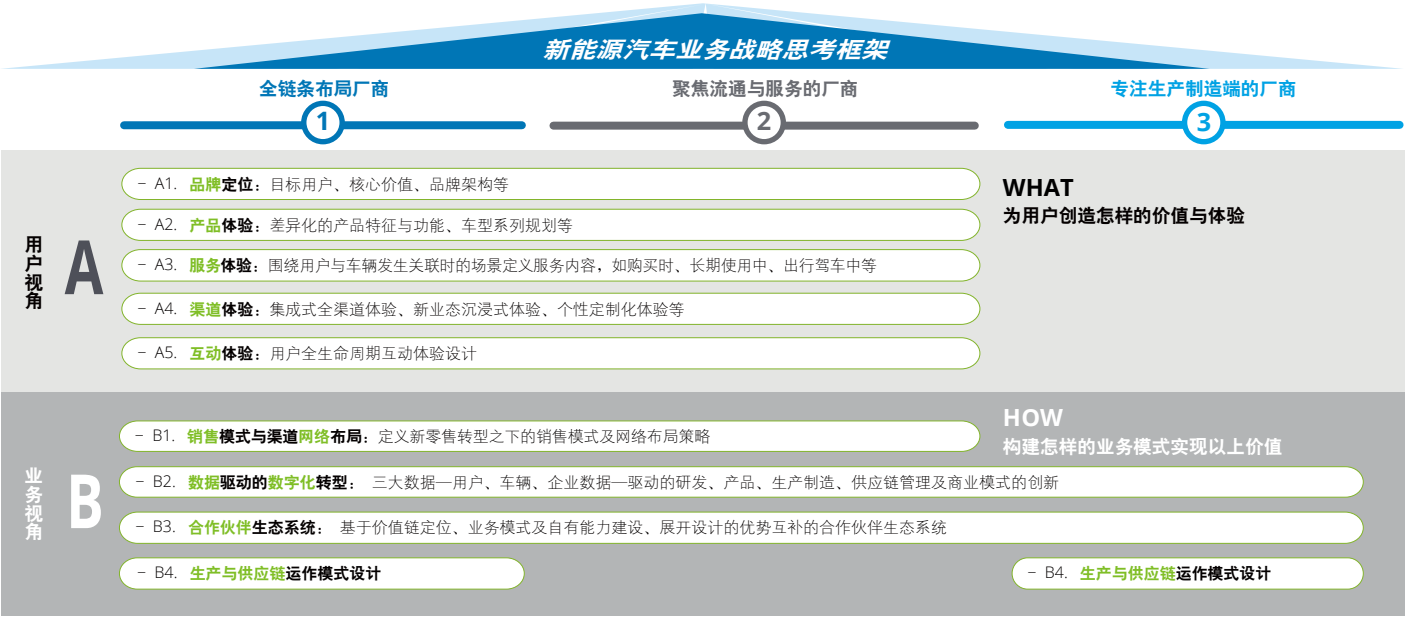 新能源汽车业务战略思考框架
全链条布局厂商
聚焦流通与服务的厂商
专注生产制造端的厂商
1
2
3
用户视角
A
– A1. 品牌定位：目标用户、核心价值、品牌架构等
– A2. 产品体验：差异化的产品特征与功能、车型系列规划等
– A3. 服务体验：围绕用户与车辆发生关联时的场景定义服务内容，如购买时、长期使用中、出行驾车中等
– A4. 渠道体验：集成式全渠道体验、新业态沉浸式体验、个性定制化体验等
– A5. 互动体验：用户全生命周期互动体验设计
WHAT
为用户创造怎样的价值与体验
业务视角
B
– B1. 销售模式与渠道网络布局：定义新零售转型之下的销售模式及网络布局策略
HOW
构建怎样的业务模式实现以上价值
– B2. 数据驱动的数字化转型： 三大数据—用户、车辆、企业数据—驱动的研发、产品、生产制造、供应链管理及商业模式的创新
– B3. 合作伙伴生态系统： 基于价值链定位、业务模式及自有能力建设、展开设计的优势互补的合作伙伴生态系统
– B4. 生产与供应链运作模式设计
– B4. 生产与供应链运作模式设计